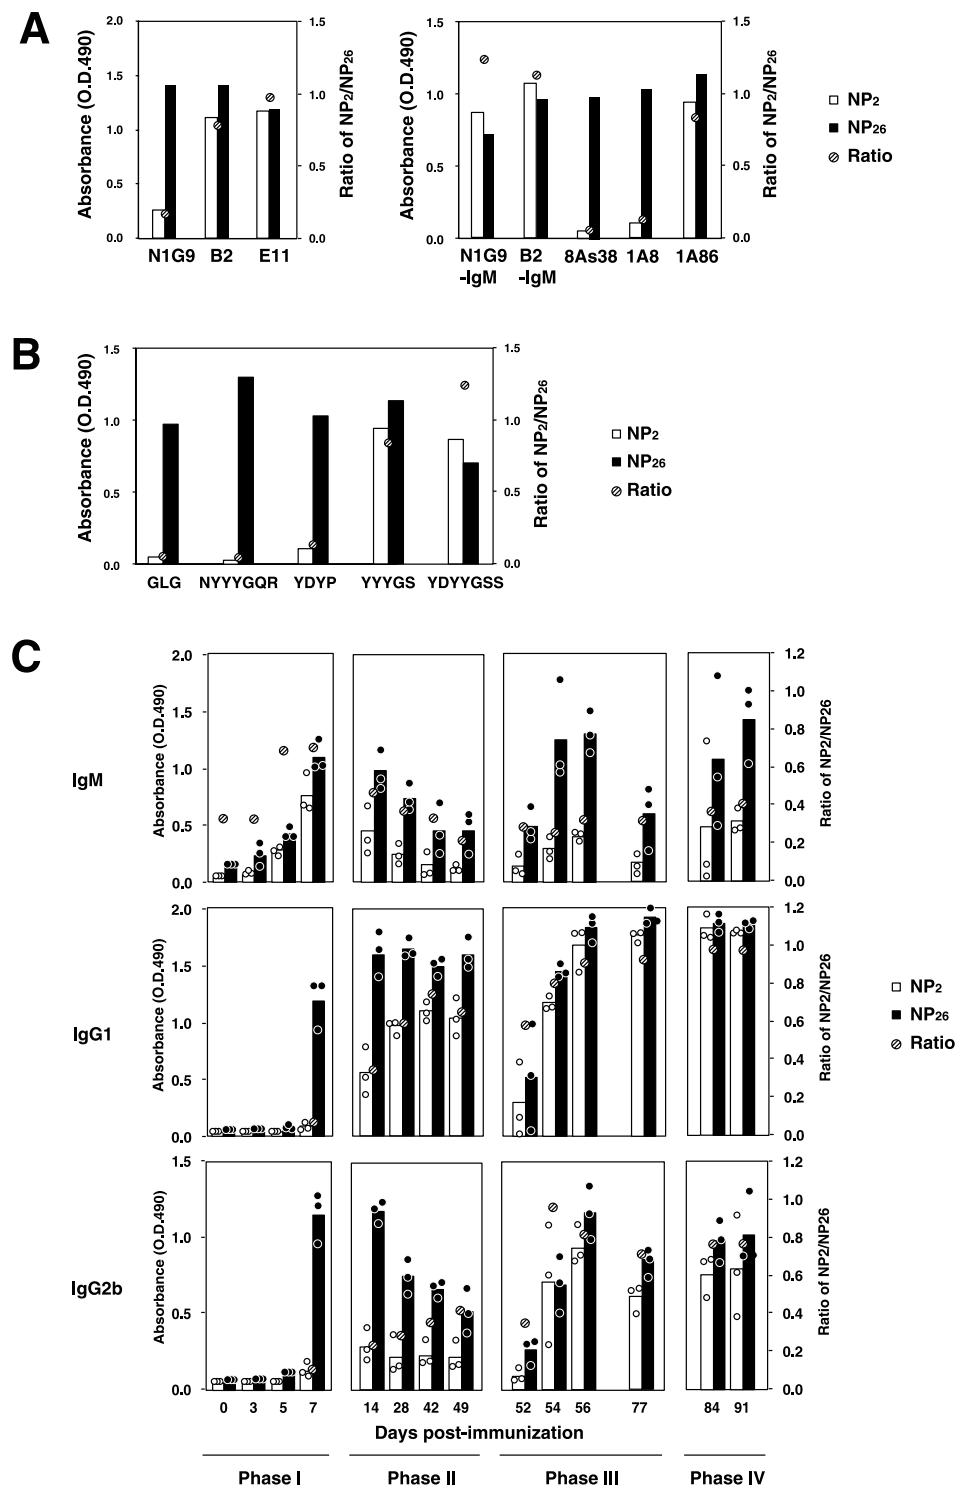 A
Absorbance (O.D.490)
2.0
1.5
1.0
0.5
0.0
1.5
1.0
0.5
0.0
Ratio of NP2/NP26
N1G9 B2 E11
Absorbance (O.D.490)
1.5
1.0
0.5
0.0
1.5
1.0
0.5
0.0
Ratio of NP2/NP26
N1G9 B2 8As38 1A8 1A86
-IgM -IgM
NP2
NP26
Ratio
B
Absorbance (O.D.490)
1.5
1.0
0.5
0.0
1.5
1.0
0.5
0.0
Ratio of NP2/NP26
GLG NYYYGQR YDYP YYYGS YDYYGSS
NP2
NP26
Ratio
C
IgM
Absorbance (O.D.490)
2.0
1.5
1.0
0.5
0.0
1.2
1.0
0.8
0.6
0.4
0.2
0.0
Ratio of NP2/NP26
IgG1
Absorbance (O.D.490)
2.0
1.5
1.0
0.5
0.0
1.2
1.0
0.8
0.6
0.4
0.2
0.0
Ratio of NP2/NP26
NP2
NP26
Ratio
IgG2b
Absorbance (O.D.490)
1.5
1.0
0.5
0.0
1.2
1.0
0.8
0.6
0.4
0.2
0.0
Ratio of NP2/NP26
0 3 5 7 14 28 42 49 52 54 56 77 84 91
Days post-immunization
Phase I Phase II Phase III Phase IV